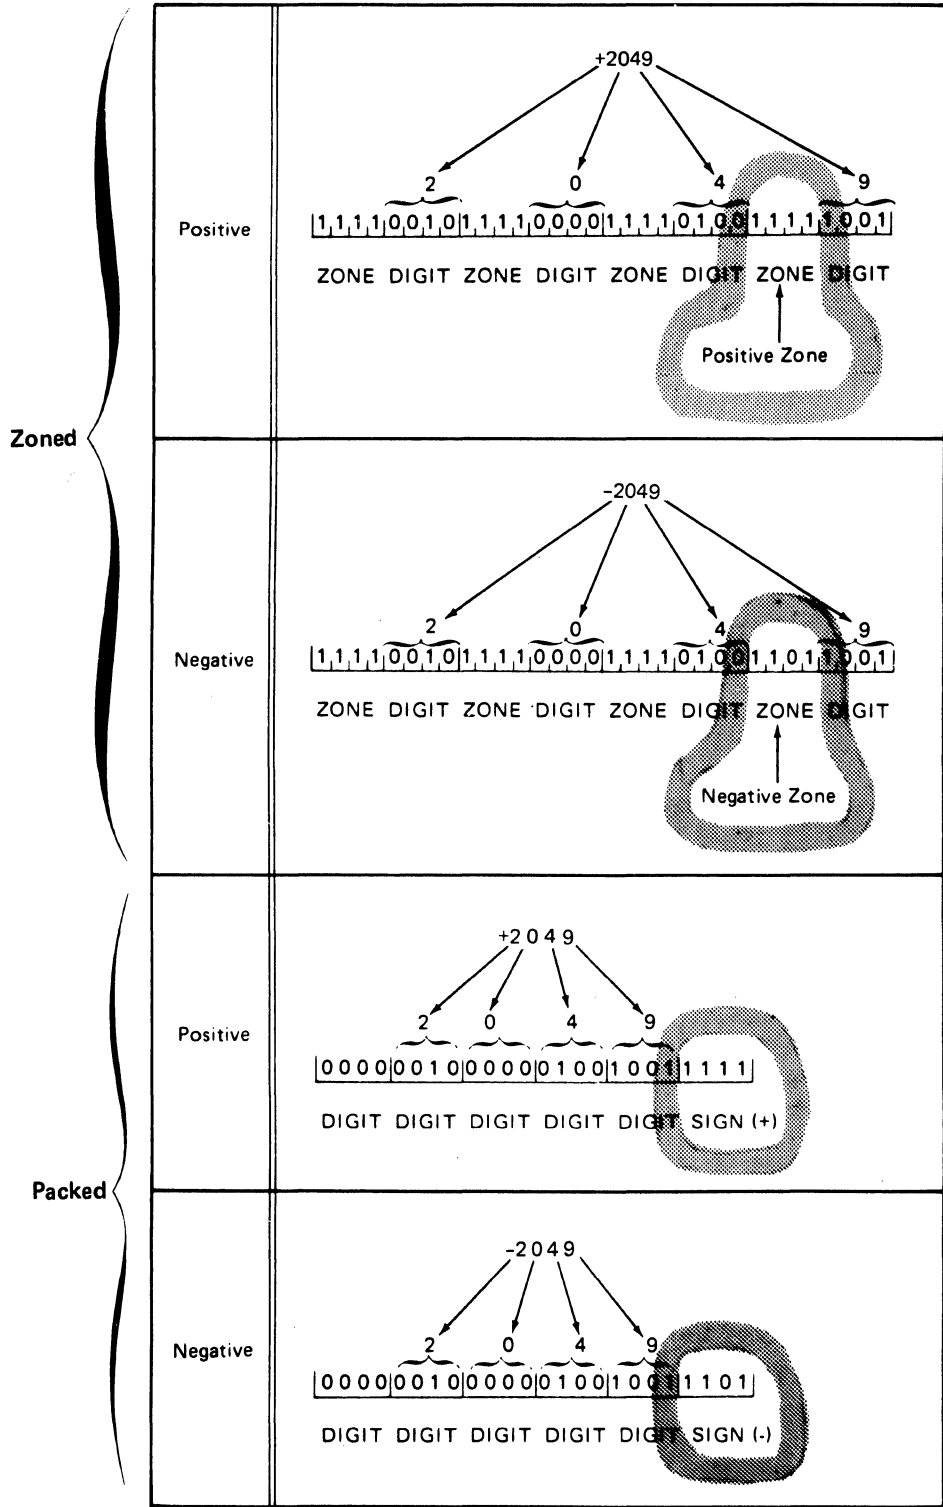 +2049
2 0 4 9
Positive
1111 0010 1111 0000 1111 0100 1111 1001
ZONE DIGIT ZONE DIGIT ZONE DIGIT ZONE DIGIT
Positive Zone
Zoned
-2049
2 0 4 9
Negative
1111 0010 1111 0000 1111 0100 1101 1001
ZONE DIGIT ZONE DIGIT ZONE DIGIT ZONE DIGIT
Negative Zone
+2049
2 0 4 9
Positive
0000 0010 0000 0100 1001 1111
DIGIT DIGIT DIGIT DIGIT DIGIT SIGN (+)
Packed
-2049
2 0 4 9
Negative
0000 0010 0000 0100 1001 1101
DIGIT DIGIT DIGIT DIGIT DIGIT SIGN (-)